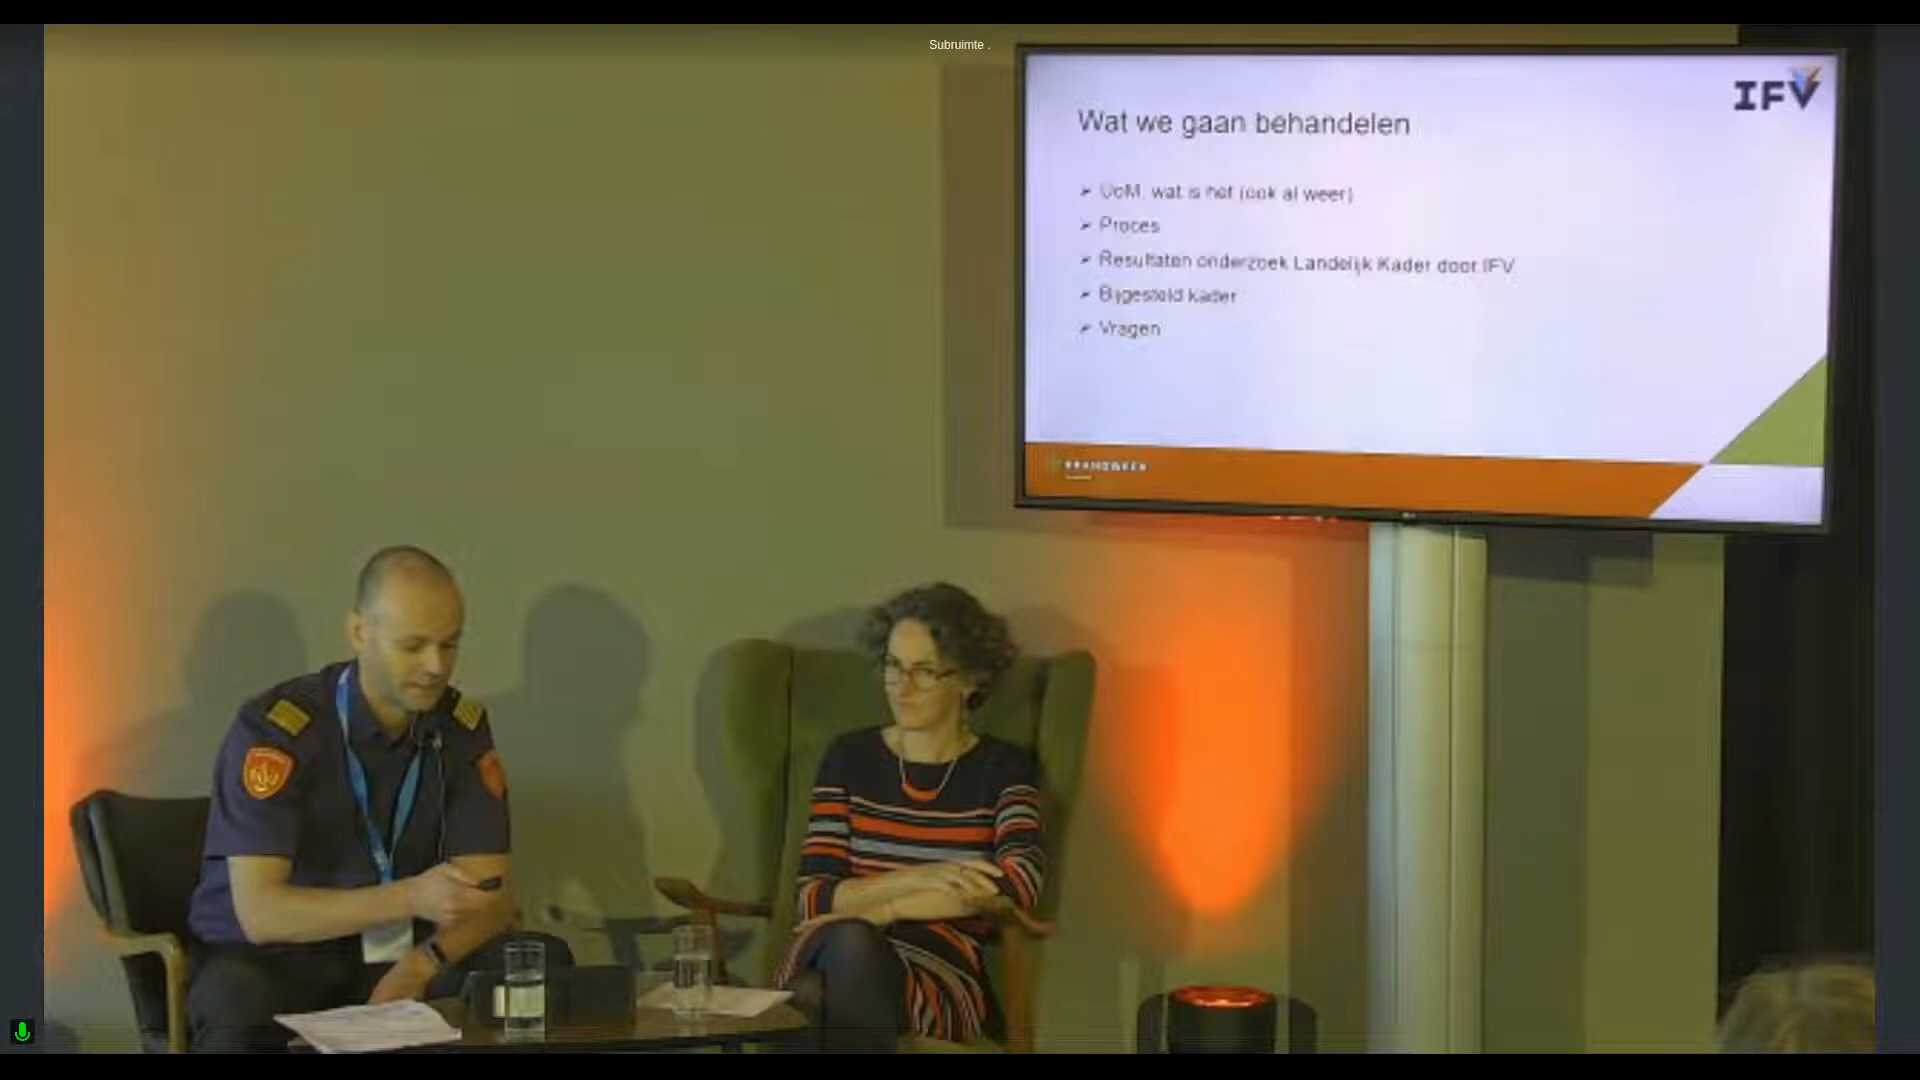 Subruimte .
IFV
Wat we gaan behandelen
➢ UoM, wat is het (ook al weer)
➢ Proces
➢ Resultaten onderzoek Landelijk Kader door IFV
➢ Bijgesteld kader
➢ Vragen
BRANDWEER